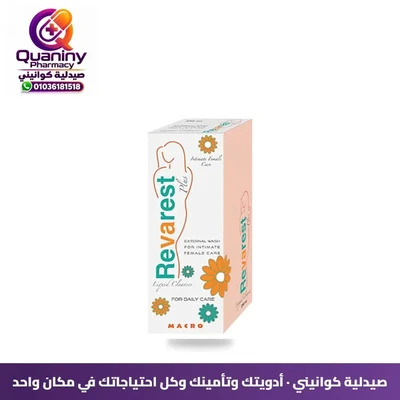 Quaniny
Pharmacy
صيدلية كوانيني
01036181518
Intimate Female
Care
Revarest
Plus
EXTERNAL WASH
FOR INTIMATE
FEMALE CARE
Liquid Cleanser
FOR DAILY CARE
MACRO
صيدلية كوانيني - أدويتك وتأمينك وكل احتياجاتك في مكان واحد